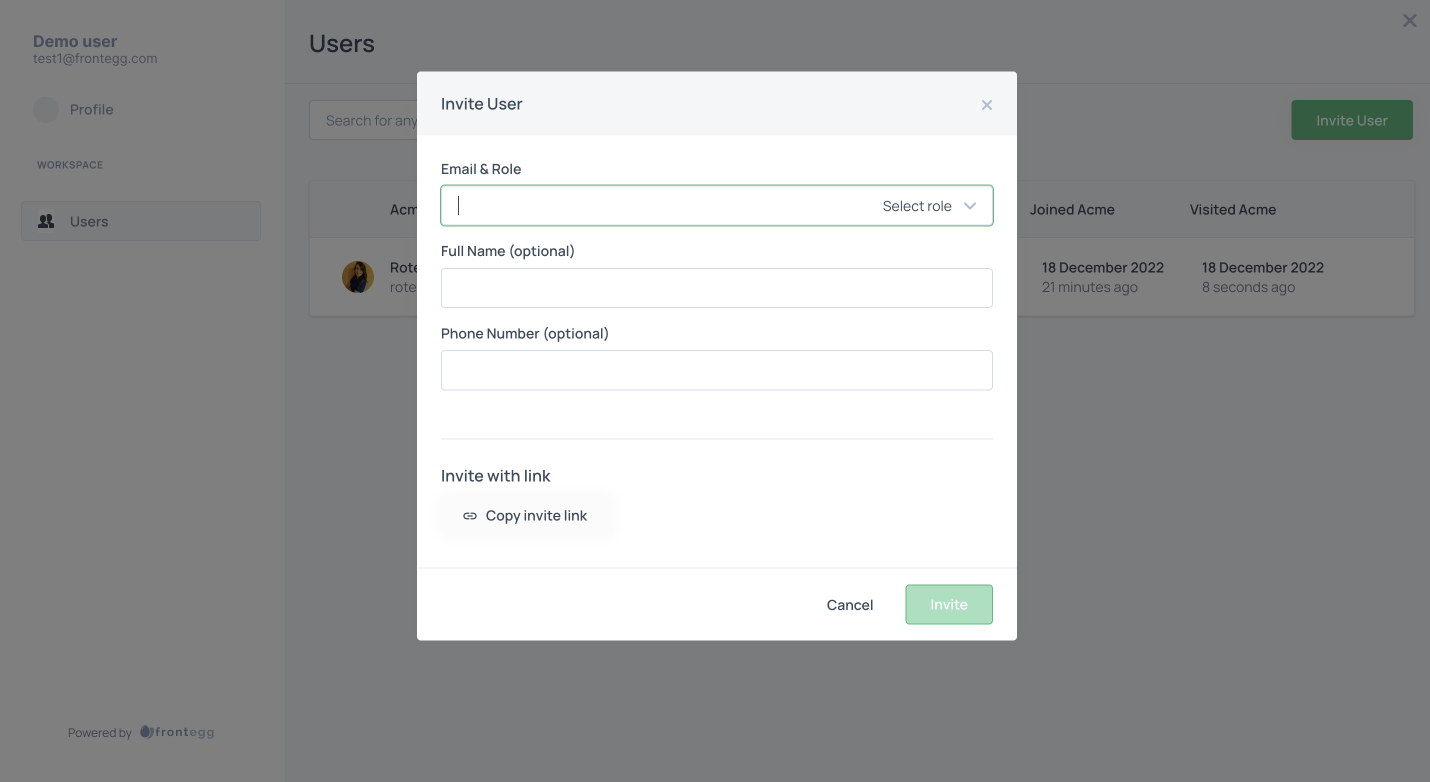 Demo user
test1@frontegg.com
Profile
WORKSPACE
Users
Powered by frontegg
Users
Search for any
Invite User
Acm
Joined Acme
Visited Acme
Rote
18 December 2022
18 December 2022
rote
21 minutes ago
8 seconds ago
Invite User
Email & Role
Select role
Full Name (optional)
Phone Number (optional)
Invite with link
Copy invite link
Cancel
Invite